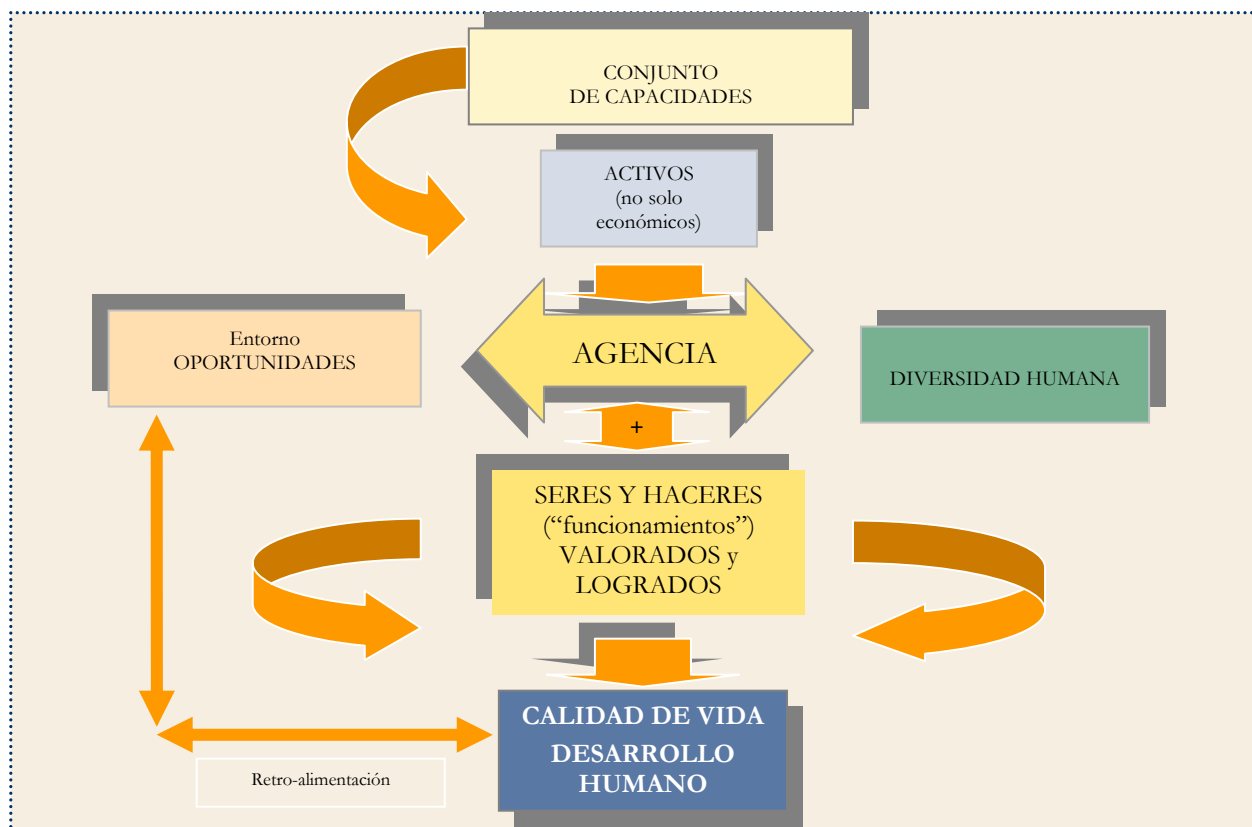 CONJUNTO
DE CAPACIDADES
ACTIVOS
(no solo
económicos)
Entorno
OPORTUNIDADES
AGENCIA
DIVERSIDAD HUMANA
+
SERES Y HACERES
(“funcionamientos”)
VALORADOS y
LOGRADOS
CALIDAD DE VIDA
DESARROLLO
HUMANO
Retro-alimentación